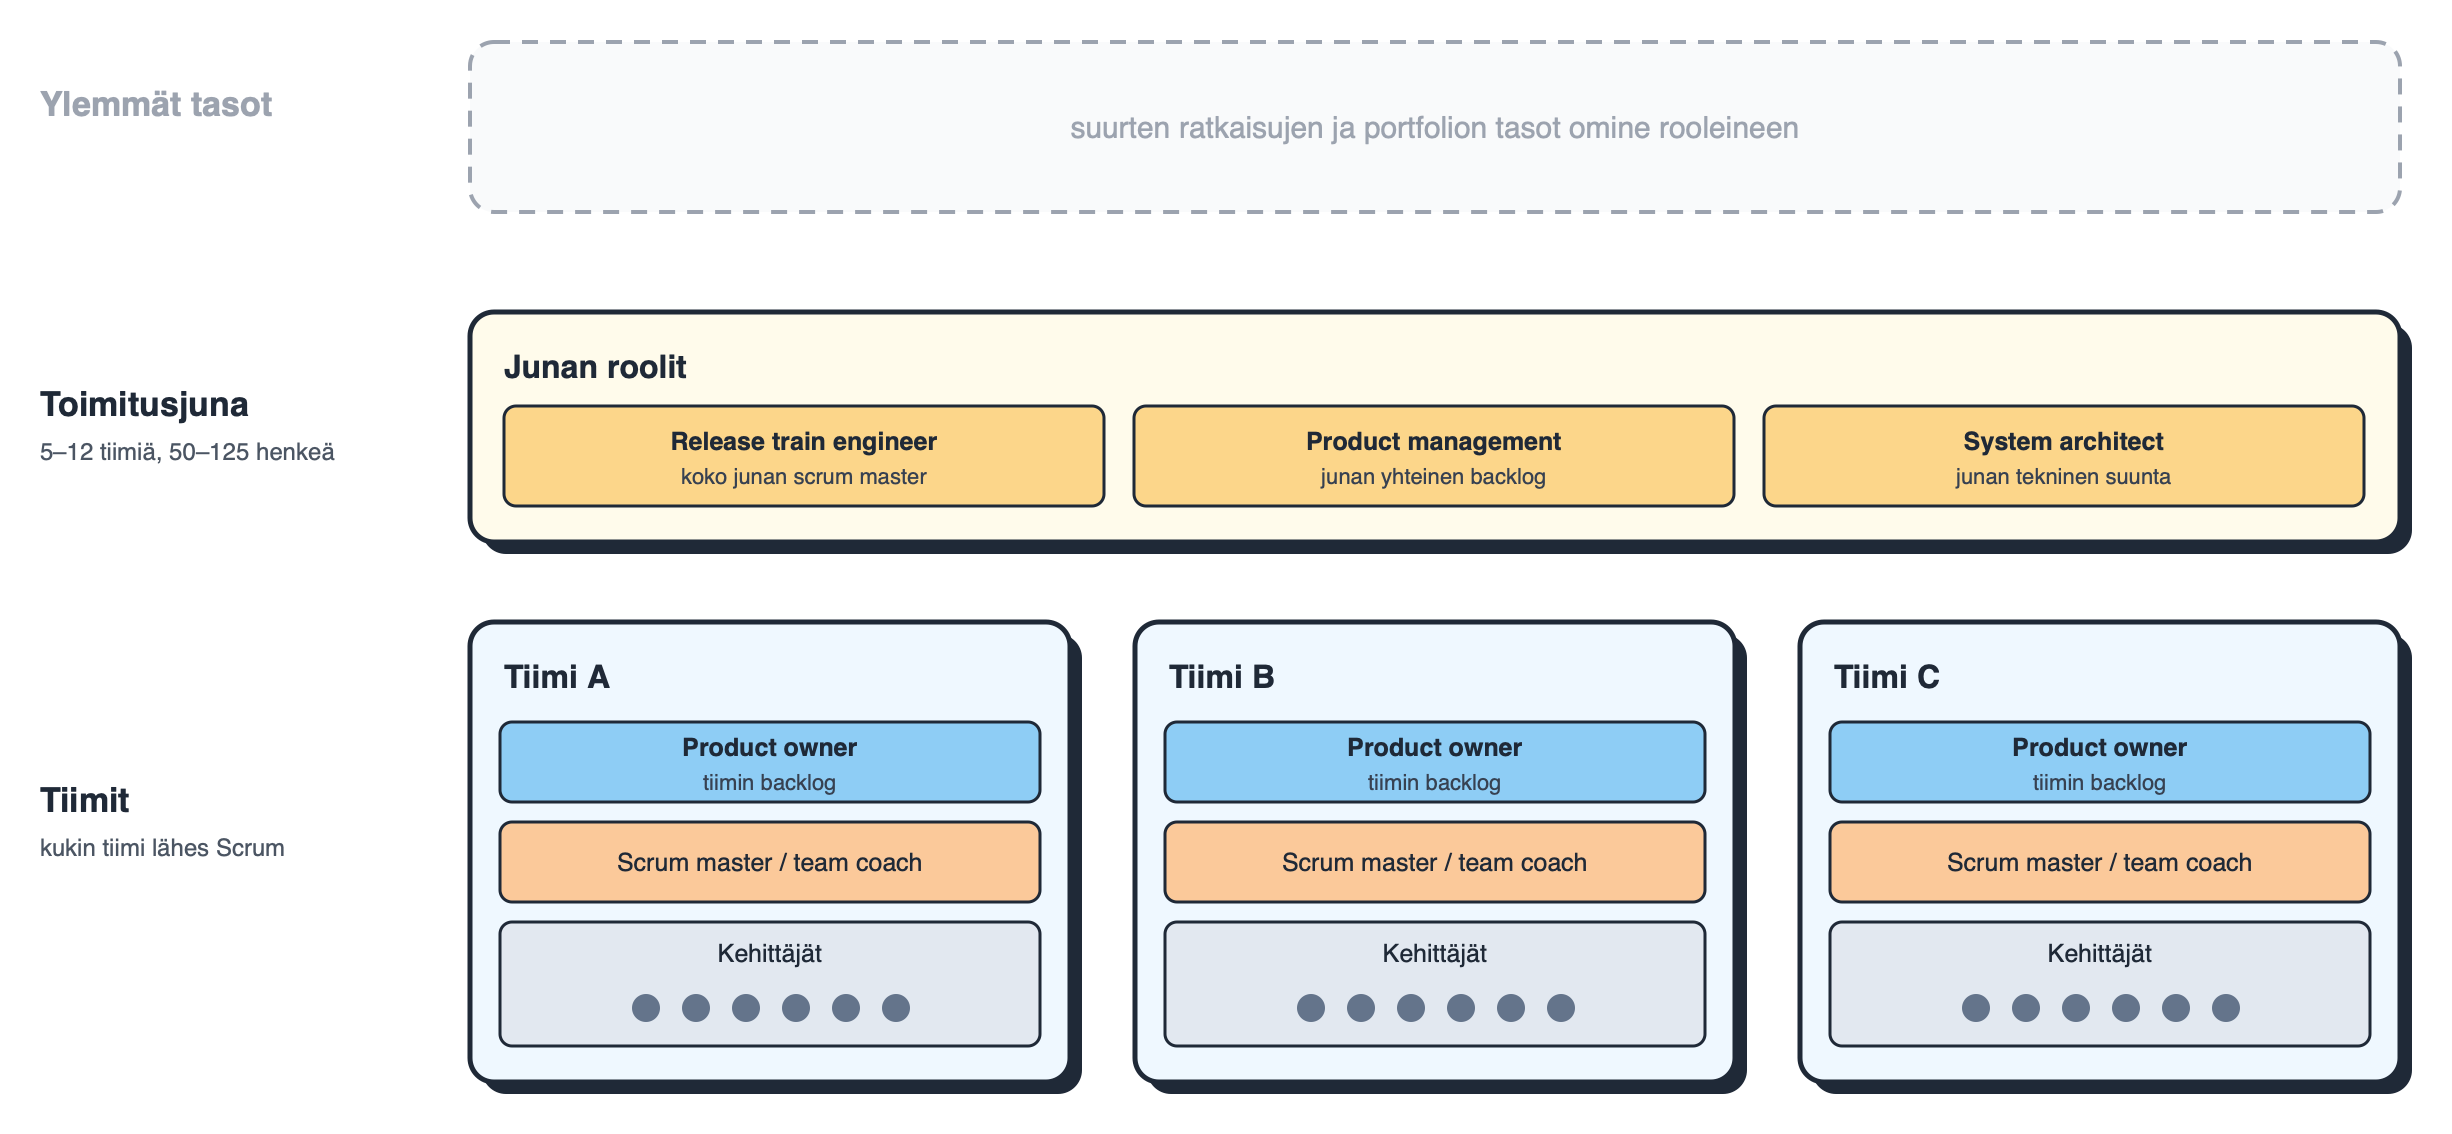 Ylemmät tasot
suurten ratkaisujen ja portfolion tasot omine rooleineen
Toimitusjuna
5–12 tiimiä, 50–125 henkeä
Junan roolit
Release train engineer
koko junan scrum master
Product management
junan yhteinen backlog
System architect
junan tekninen suunta
Tiimit
kukin tiimi lähes Scrum
Tiimi A
Product owner
tiimin backlog
Scrum master / team coach
Kehittäjät
Tiimi B
Product owner
tiimin backlog
Scrum master / team coach
Kehittäjät
Tiimi C
Product owner
tiimin backlog
Scrum master / team coach
Kehittäjät